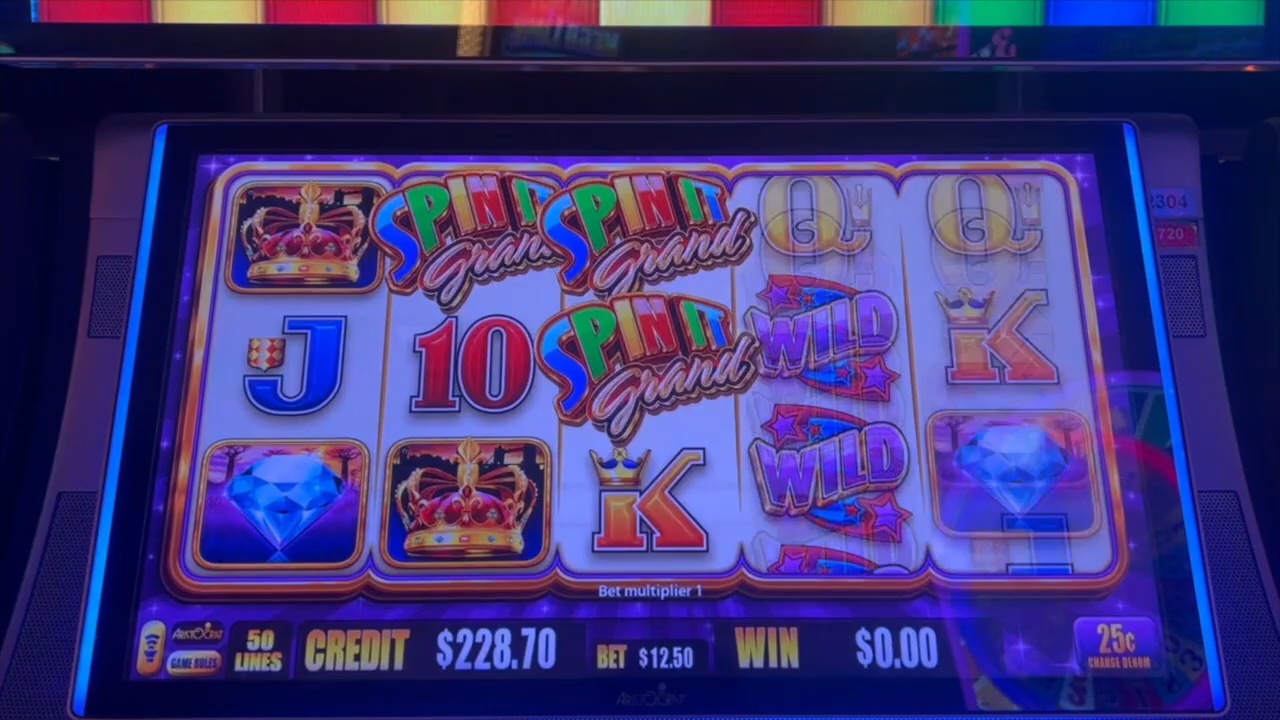 SPIN IT
Grand
SPIN IT
Grand
Q
Q
J
10
SPIN IT
Grand
WILD
K
WILD
K
Bet multiplier 1
ARISTOCRAT
GAME RULES
50
LINES
CREDIT $228.70
BET $12.50
WIN $0.00
25¢
CHANGE DENOM
ARISTOCRAT
304
720